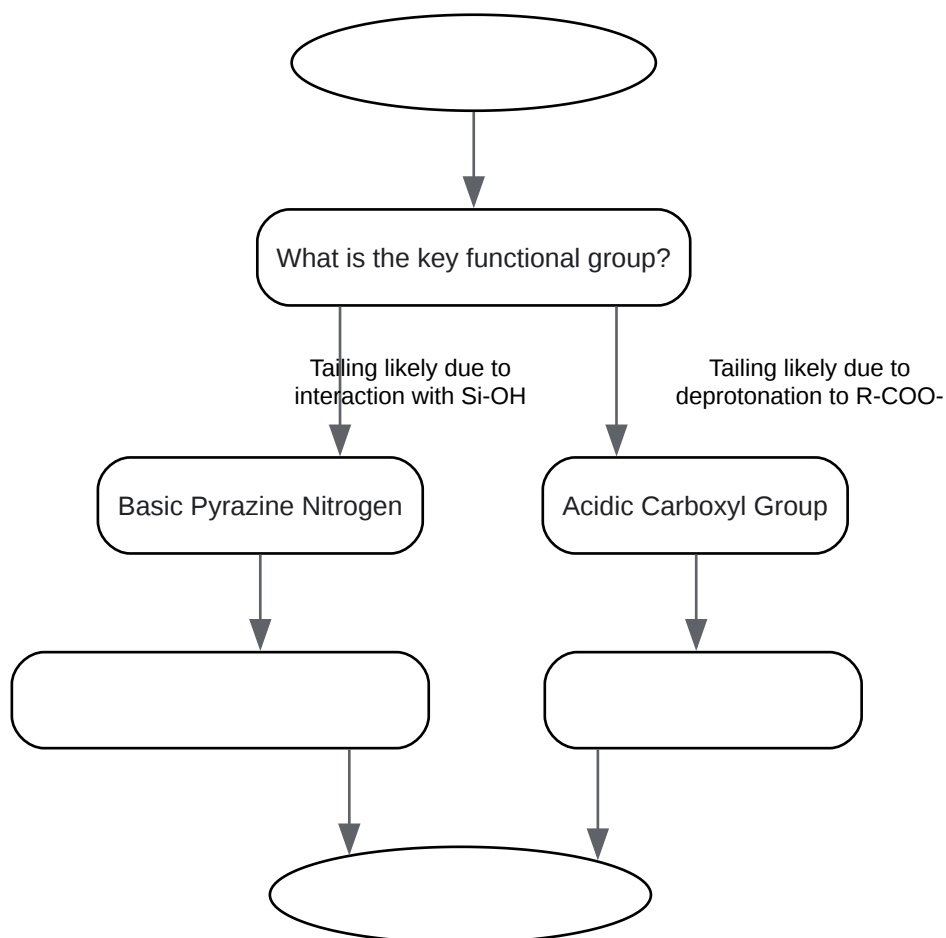 What is the key functional group?
Tailing likely due to
interaction with Si-OH
Tailing likely due to
deprotonation to R-COO-
Basic Pyrazine Nitrogen
Acidic Carboxyl Group